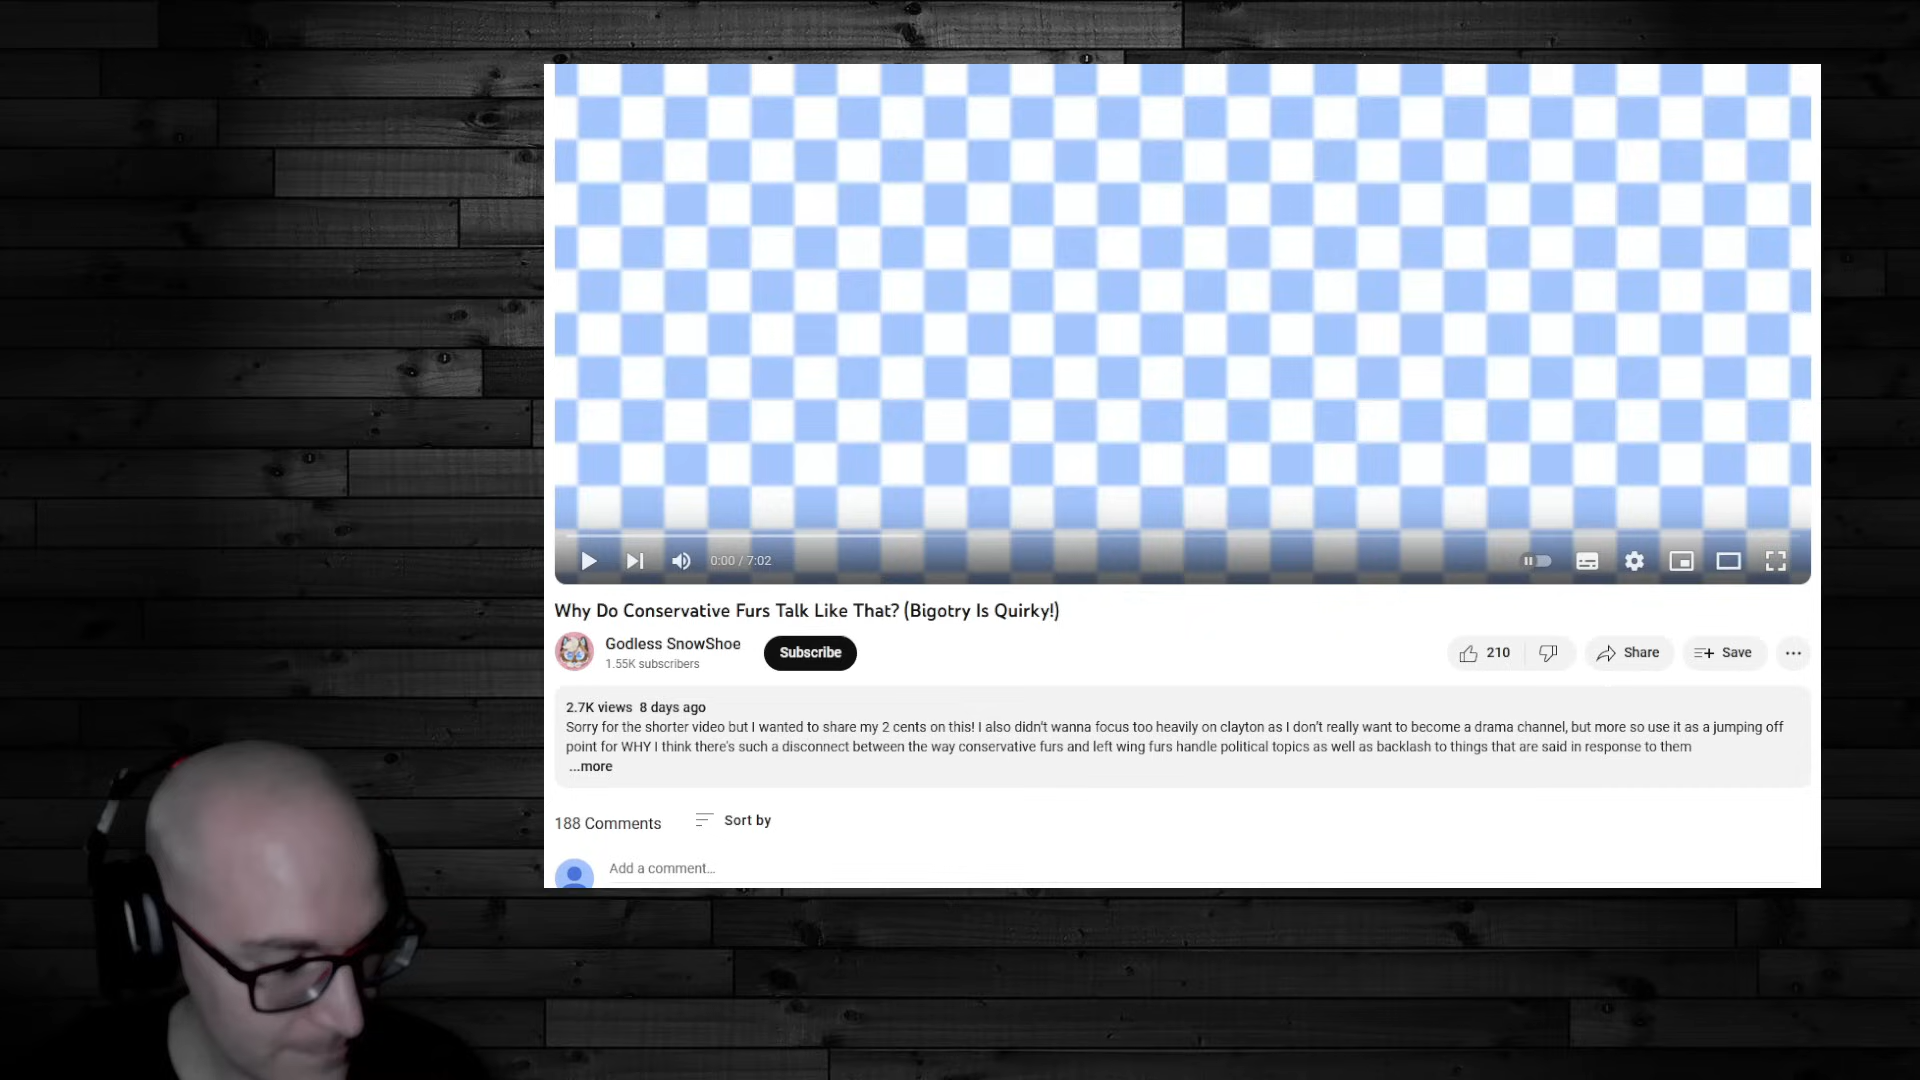 0:00 / 7:02
Why Do Conservative Furs Talk Like That? (Bigotry Is Quirky!)
Godless SnowShoe
1.55K subscribers
Subscribe
210
Share
Save
2.7K views 8 days ago
Sorry for the shorter video but I wanted to share my 2 cents on this! I also didn't wanna focus too heavily on clayton as I don't really want to become a drama channel, but more so use it as a jumping off
point for WHY I think there's such a disconnect between the way conservative furs and left wing furs handle political topics as well as backlash to things that are said in response to them
...more
188 Comments
Sort by
Add a comment...